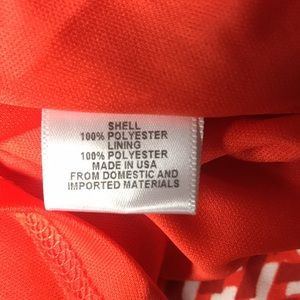 SHELL
100% POLYESTER
LINING
100% POLYESTER
MADE IN USA
FROM DOMESTIC AND
IMPORTED MATERIALS